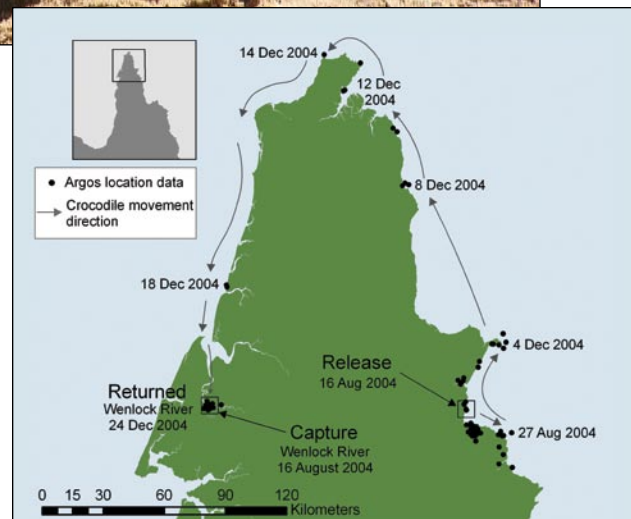 14 Dec 2004
12 Dec
2004
Argos location data
Crocodile movement
direction
8 Dec 2004
18 Dec 2004
4 Dec 2004
Release
16 Aug 2004
Returned
Wenlock River
24 Dec 2004
Capture
Wenlock River
16 August 2004
27 Aug 2004
0 15 30 60 90 120
Kilometers